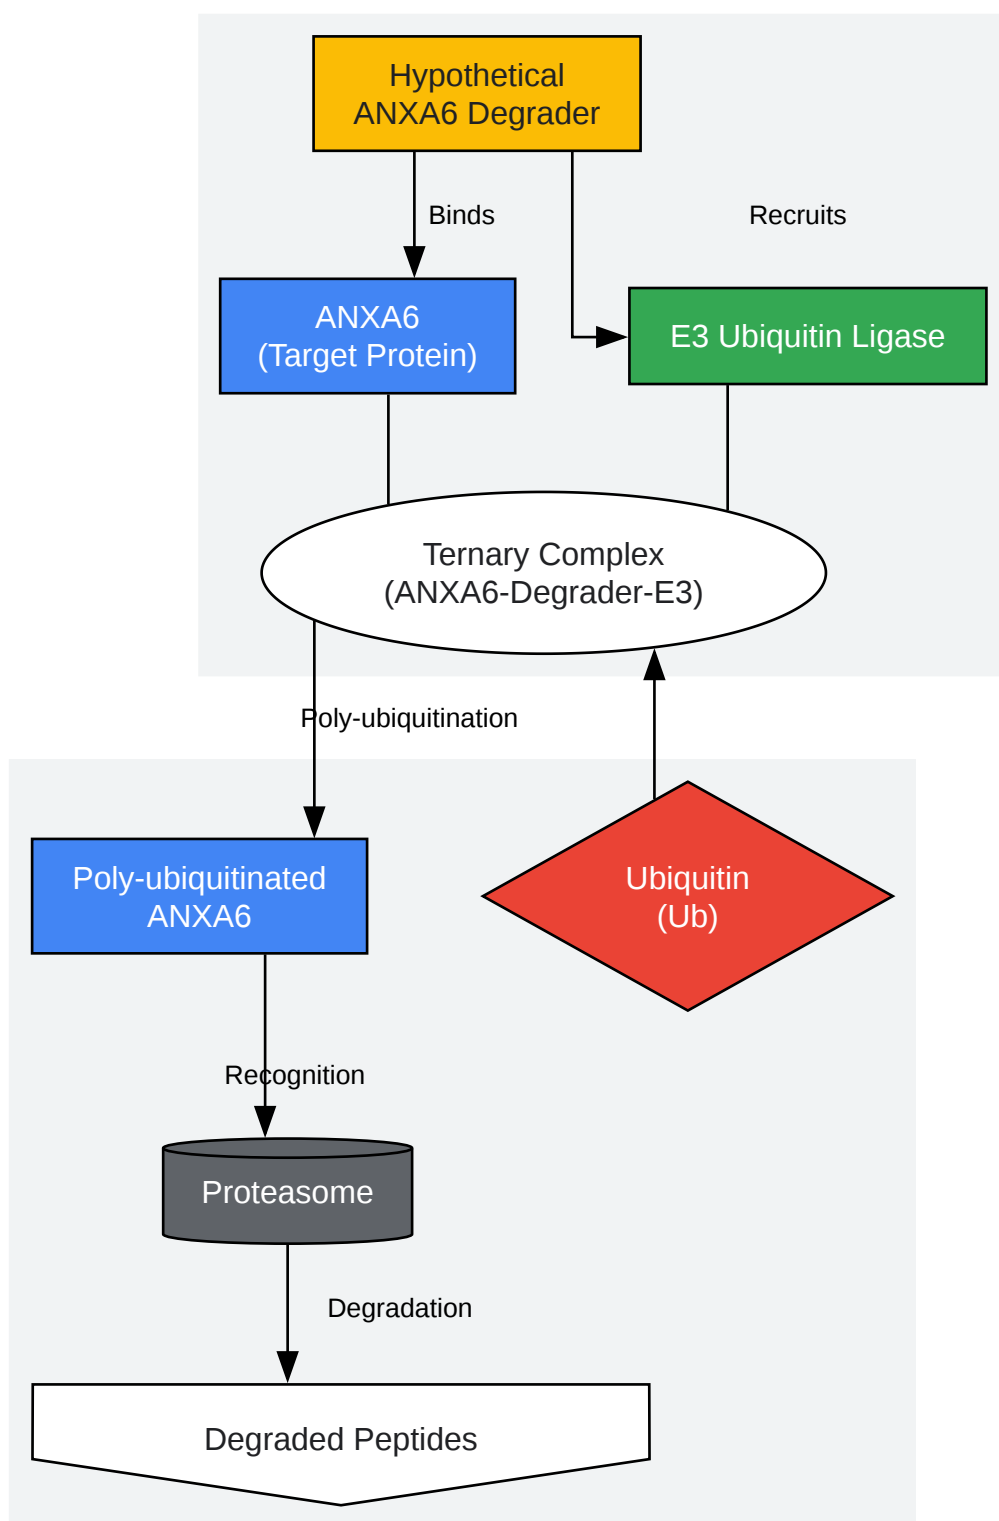 Hypothetical
ANXA6 Degrader
Binds
Recruits
ANXA6
(Target Protein)
E3 Ubiquitin Ligase
Ternary Complex
(ANXA6-Degrader-E3)
Poly-ubiquitination
Poly-ubiquitinated
ANXA6
Ubiquitin
(Ub)
Recognition
Proteasome
Degradation
Degraded Peptides